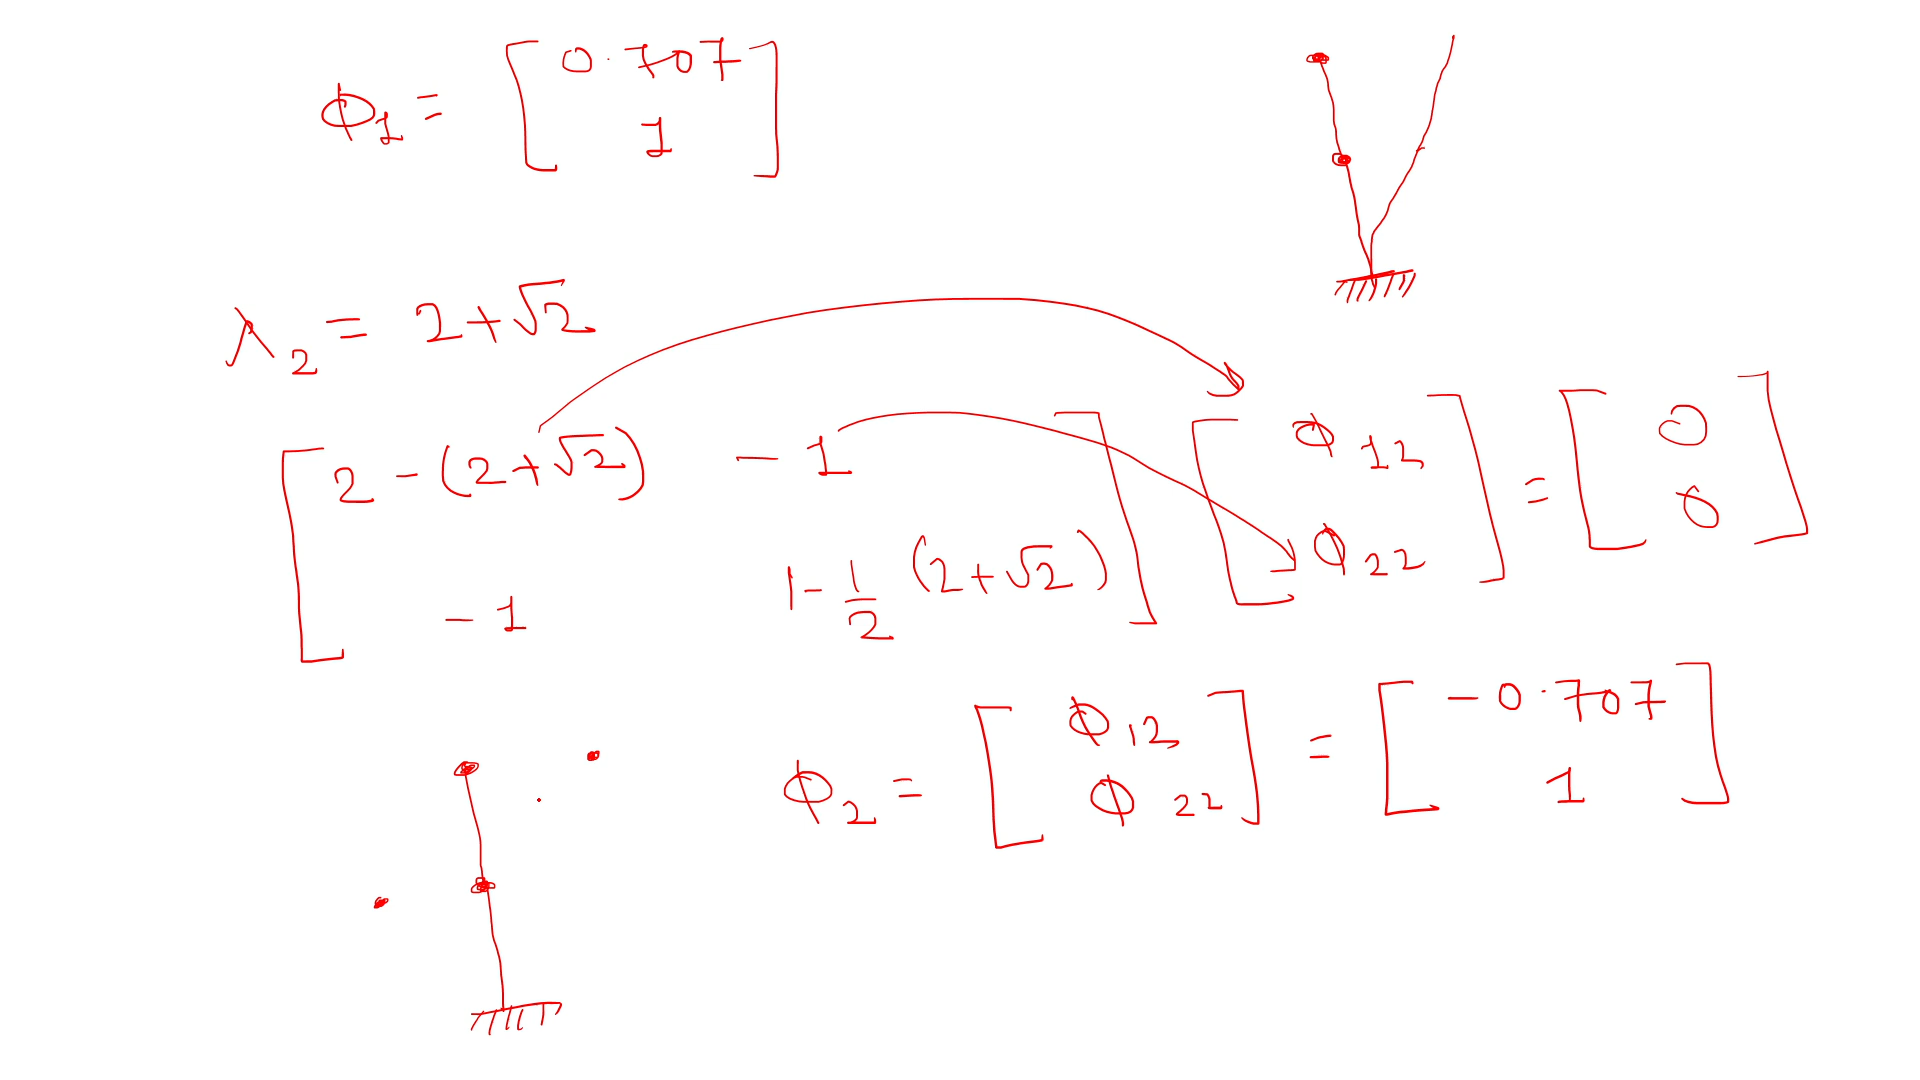 ϕ₁ = [ 0.707
1 ]
λ₂ = 2+√2
[ 2 - (2+√2) -1 ] [ ϕ₁₂ ] = [ 0 ]
[ -1 1 - 1/2 (2+√2) ] [ ϕ₂₂ ] [ 0 ]
ϕ₂ = [ ϕ₁₂ ] = [ -0.707 ]
[ ϕ₂₂ ] [ 1 ]